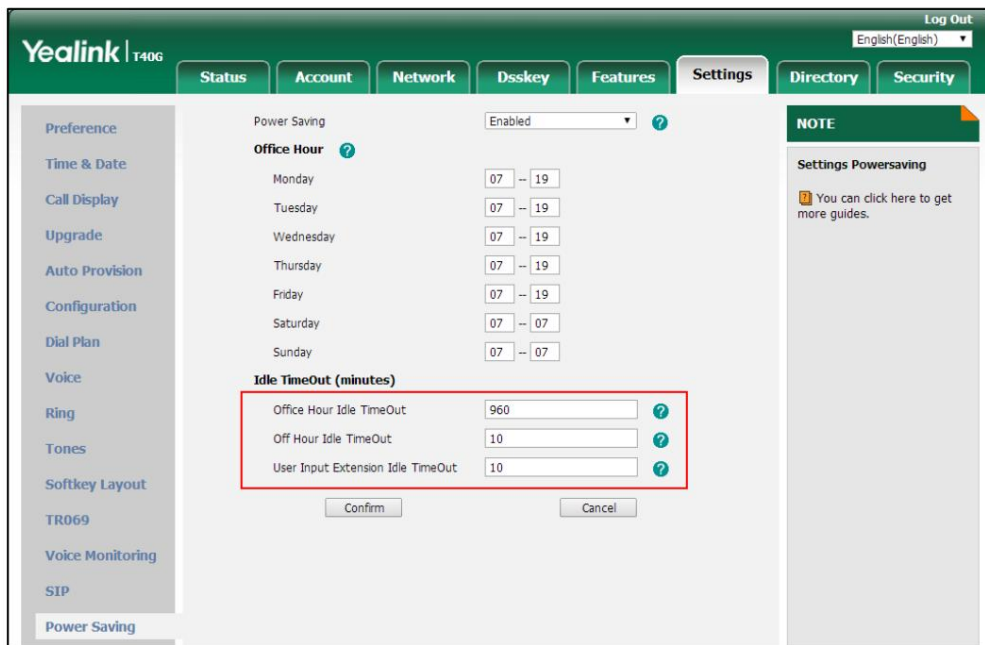 Log Out
English(English)
Yealink | T40G
Status Account Network Dsskey Features Settings Directory Security
Preference
Time & Date
Call Display
Upgrade
Auto Provision
Configuration
Dial Plan
Voice
Ring
Tones
Softkey Layout
TR069
Voice Monitoring
SIP
Power Saving
Power Saving Enabled ?
Office Hour ?
Monday 07 -- 19
Tuesday 07 -- 19
Wednesday 07 -- 19
Thursday 07 -- 19
Friday 07 -- 19
Saturday 07 -- 07
Sunday 07 -- 07
Idle TimeOut (minutes)
Office Hour Idle TimeOut 960 ?
Off Hour Idle TimeOut 10 ?
User Input Extension Idle TimeOut 10 ?
Confirm Cancel
NOTE
Settings Powersaving
? You can click here to get
more guides.